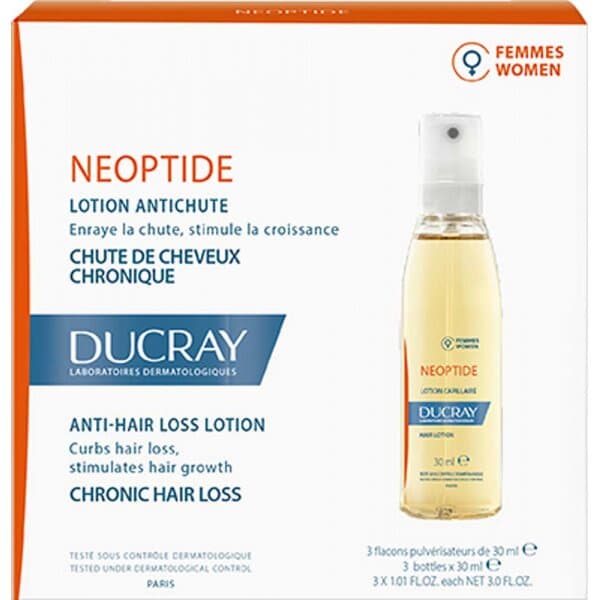 NEOPTIDE
FEMMES
WOMEN
NEOPTIDE
LOTION ANTICHUTE
Enraye la chute, stimule la croissance
CHUTE DE CHEVEUX
CHRONIQUE
DUCRAY
LABORATOIRES DERMATOLOGIQUES
ANTI-HAIR LOSS LOTION
Curbs hair loss,
stimulates hair growth
CHRONIC HAIR LOSS
TESTÉ SOUS CONTRÔLE DERMATOLOGIQUE
TESTED UNDER DERMATOLOGICAL CONTROL
PARIS
FEMMES
WOMEN
NEOPTIDE
LOTION CAPILLAIRE
DUCRAY
HAIR LOTION
30 ml ℮
PARIS
3 flacons pulvérisateurs de 30 ml ℮
3 bottles x 30 ml ℮
3 X 1.01 FL.OZ. each NET 3.0 FL.OZ.